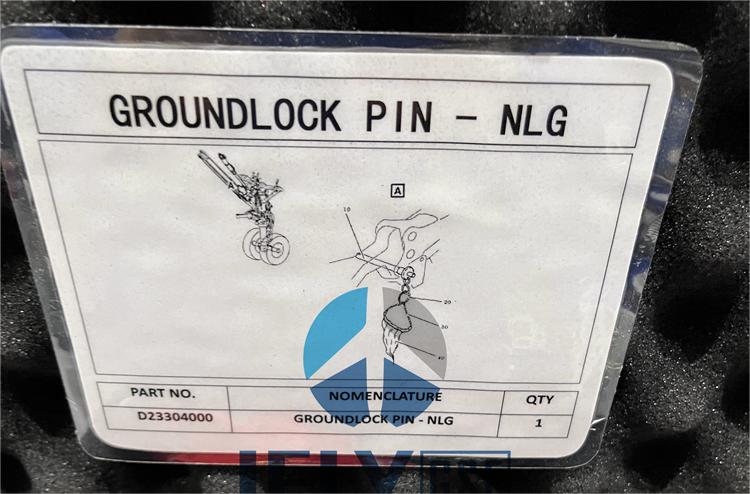 GROUNDLOCK PIN - NLG
A
A
10
20
30
40
PART NO. NOMENCLATURE QTY
D23304000 GROUNDLOCK PIN - NLG 1